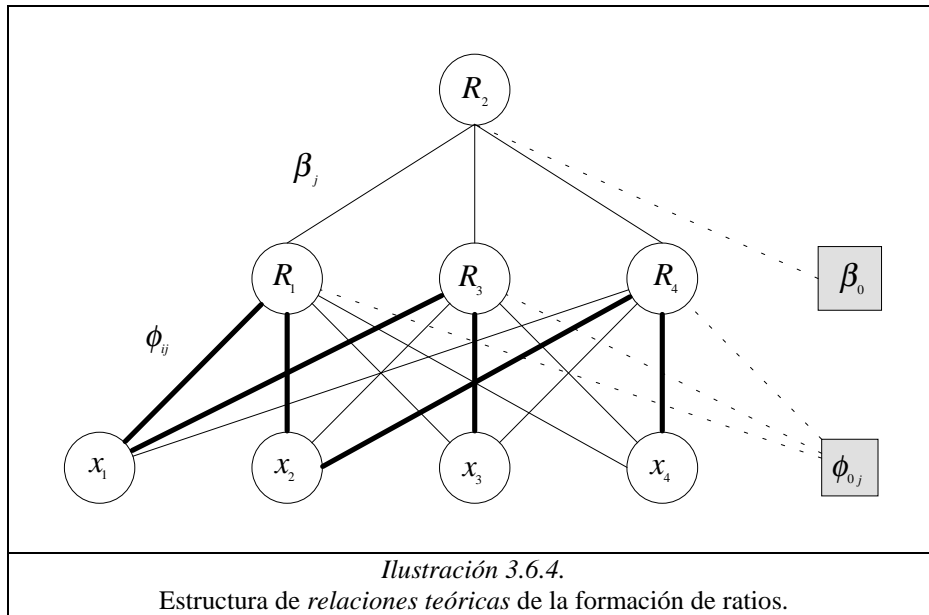 R₂
βⱼ
R₁ R₃ R₄ β₀
ϕᵢⱼ
x₁ x₂ x₃ x₄ ϕ₀ⱼ
Ilustración 3.6.4.
Estructura de relaciones teóricas de la formación de ratios.